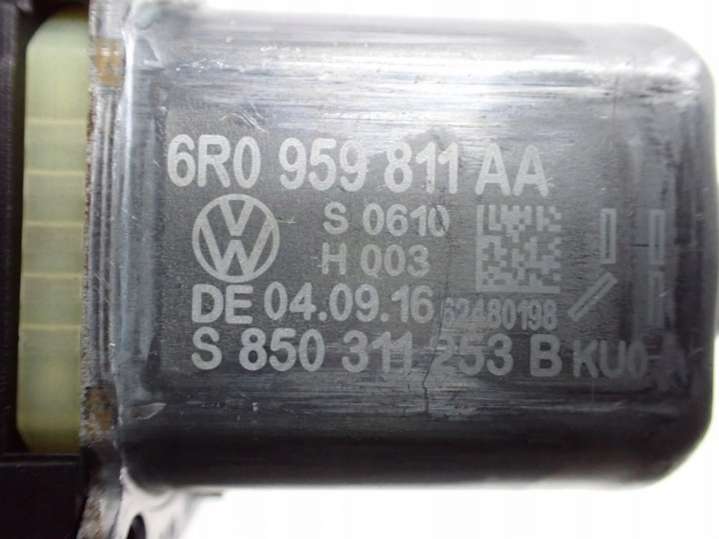 6R0 959 811 AA
S 0610
H 003
DE 04.09.16 62480198
S 850 311 253 B KU0